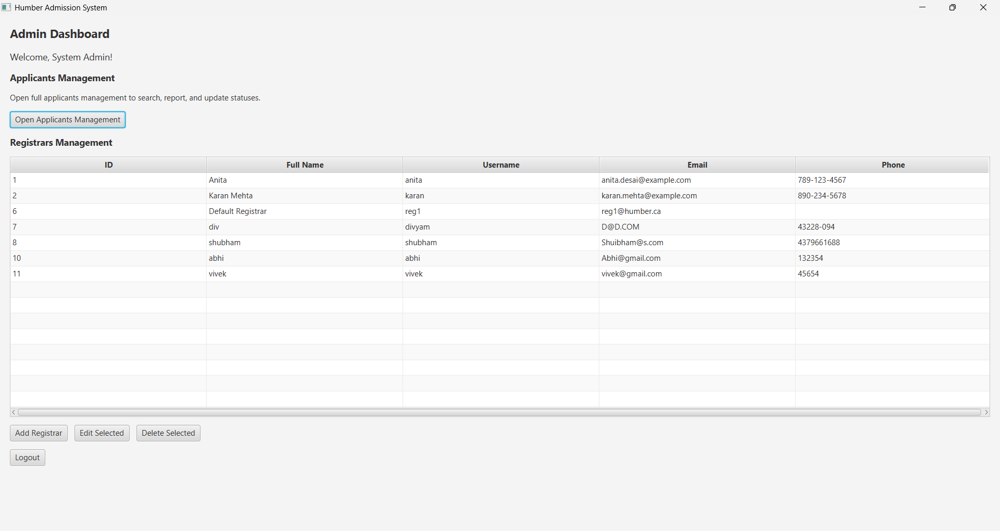 Humber Admission System
Admin Dashboard
Welcome, System Admin!
Applicants Management
Open full applicants management to search, report, and update statuses.
Open Applicants Management
Registrars Management
ID Full Name Username Email Phone
1 Anita anita anita.desai@example.com 789-123-4567
2 Karan Mehta karan karan.mehta@example.com 890-234-5678
6 Default Registrar reg1 reg1@humber.ca
7 div divyam D@D.COM 43228-094
8 shubham shubham Shuibham@s.com 4379661688
10 abhi abhi Abhi@gmail.com 132354
11 vivek vivek vivek@gmail.com 45654
Add Registrar Edit Selected Delete Selected
Logout